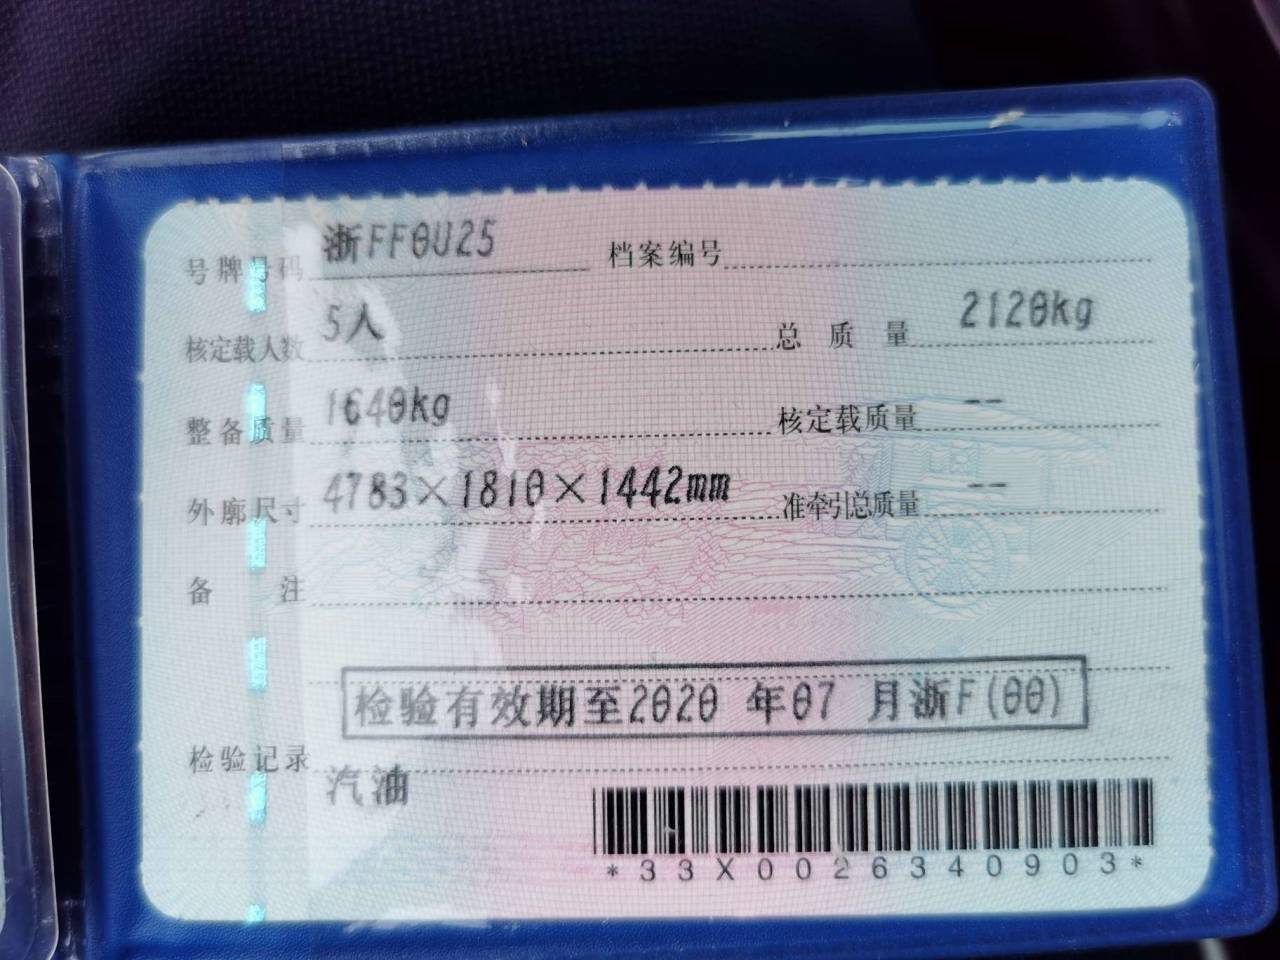 号牌号码 浙FF0U25 档案编号
核定载人数 5人 总质量 2120kg
整备质量 1640kg 核定载质量 --
外廓尺寸 4783×1810×1442mm 准牵引总质量 --
备注
检验有效期至2020 年07 月浙F(00)
检验记录
汽油
*33X0026340903*